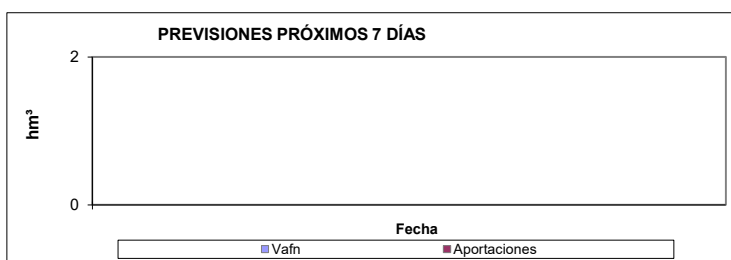 PREVISIONES PRÓXIMOS 7 DÍAS
2
hm³
0
Fecha
Vafn Aportaciones